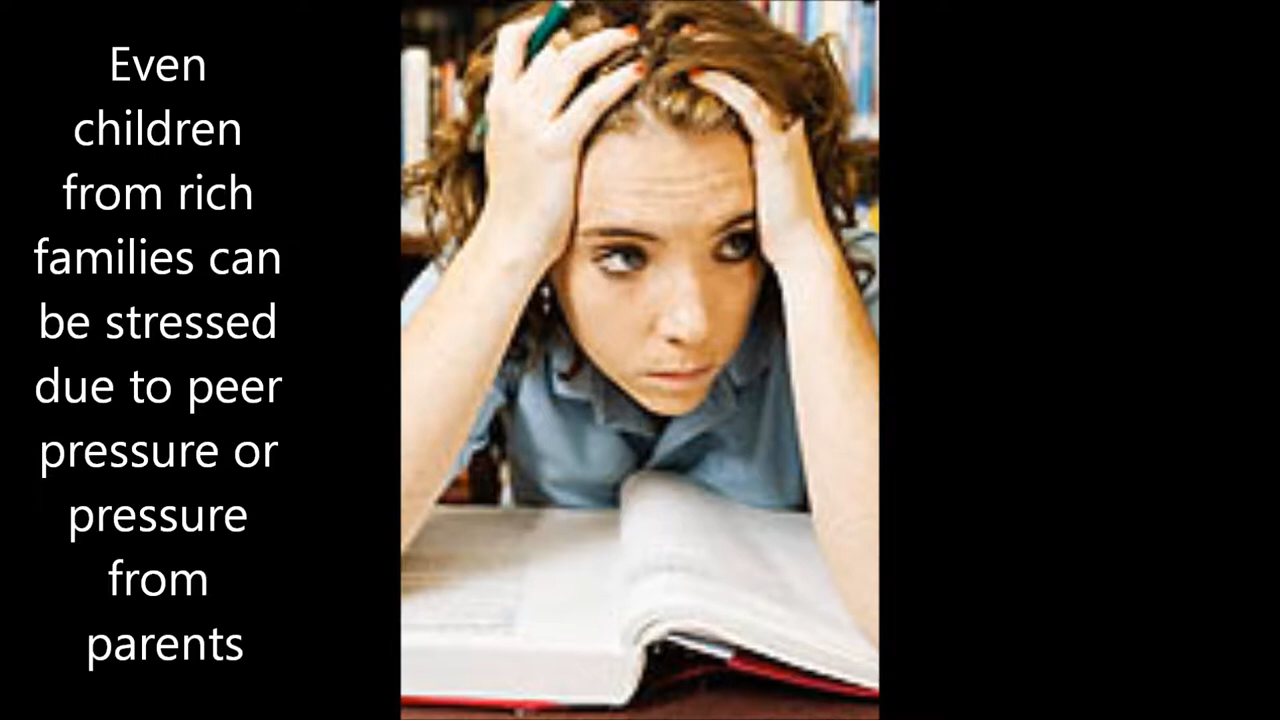 Even
children
from rich
families can
be stressed
due to peer
pressure or
pressure
from
parents